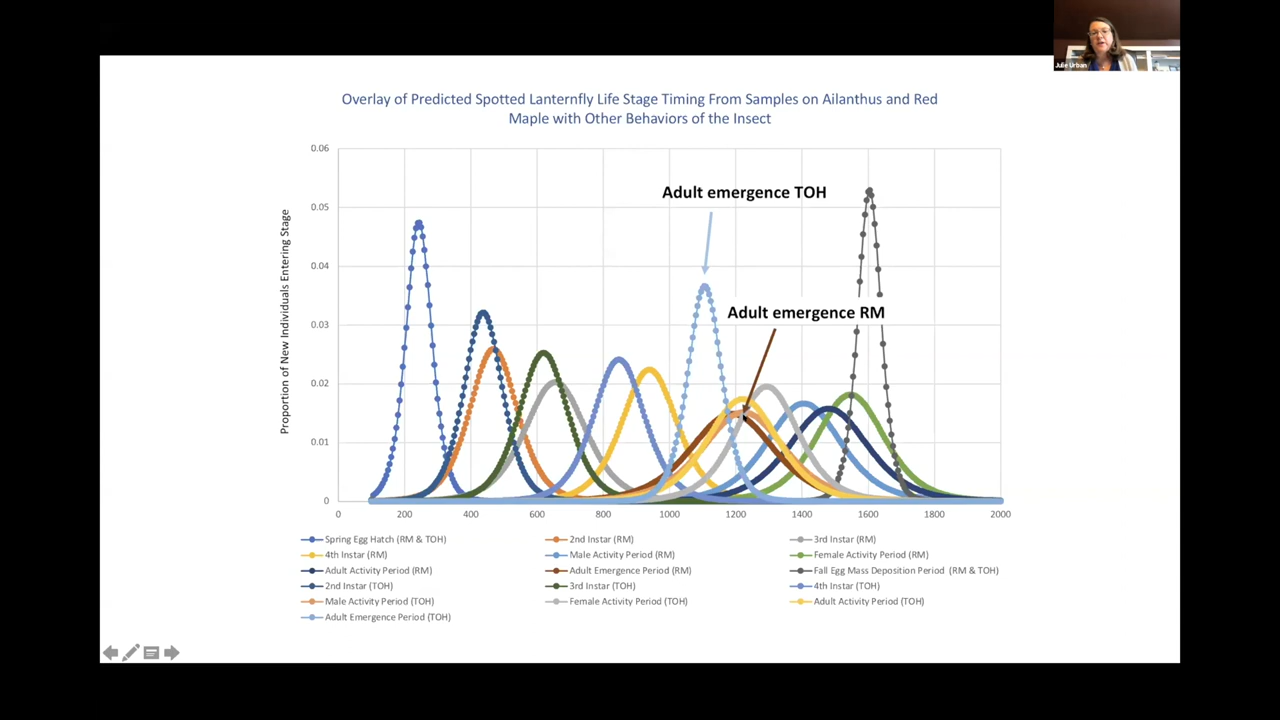 Julie Urban
Overlay of Predicted Spotted Lanternfly Life Stage Timing From Samples on Ailanthus and Red
Maple with Other Behaviors of the Insect
Proportion of New Individuals Entering Stage
0.06
0.05
0.04
0.03
0.02
0.01
0
Adult emergence TOH
Adult emergence RM
0 200 400 600 800 1000 1200 1400 1600 1800 2000
Spring Egg Hatch (RM & TOH) 2nd Instar (RM) 3rd Instar (RM)
4th Instar (RM) Male Activity Period (RM) Female Activity Period (RM)
Adult Activity Period (RM) Adult Emergence Period (RM) Fall Egg Mass Deposition Period (RM & TOH)
2nd Instar (TOH) 3rd Instar (TOH) 4th Instar (TOH)
Male Activity Period (TOH) Female Activity Period (TOH) Adult Activity Period (TOH)
Adult Emergence Period (TOH)